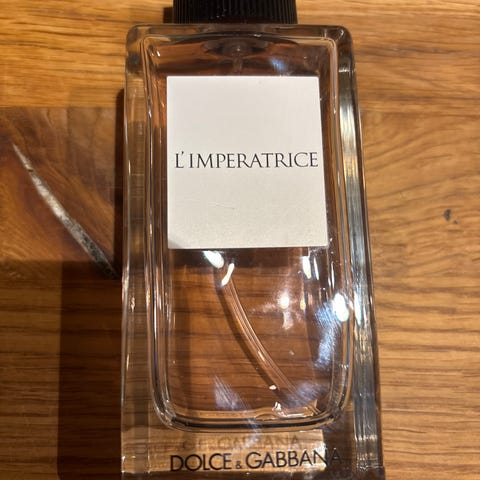 L'IMPERATRICE
DOLCE & GABBANA